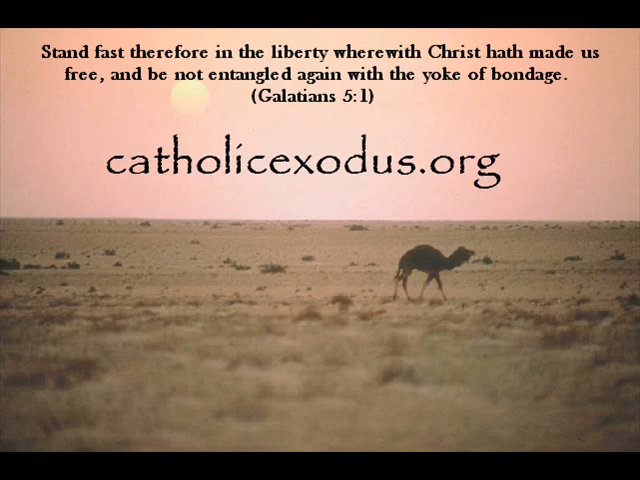 Stand fast therefore in the liberty wherewith Christ hath made us
free, and be not entangled again with the yoke of bondage.
(Galatians 5:1)
catholicexodus.org